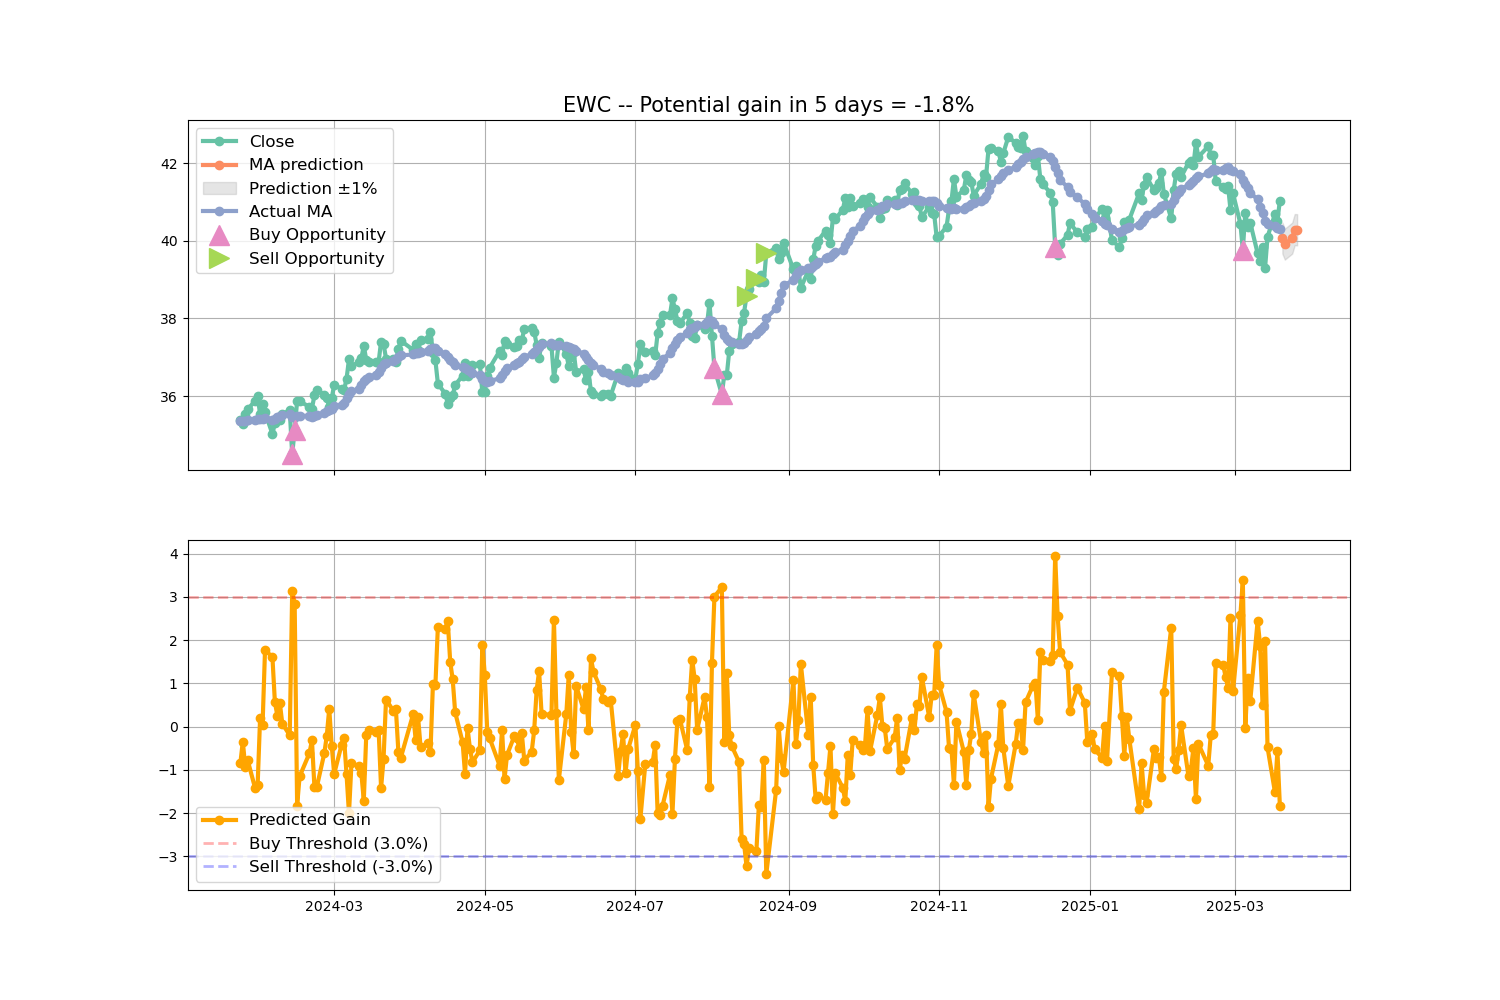 EWC -- Potential gain in 5 days = -1.8%
Close
MA prediction
Prediction ±1%
Actual MA
Buy Opportunity
Sell Opportunity
42
40
38
36
4
3
2
1
0
−1
−2
−3
Predicted Gain
Buy Threshold (3.0%)
Sell Threshold (-3.0%)
2024-03 2024-05 2024-07 2024-09 2024-11 2025-01 2025-03